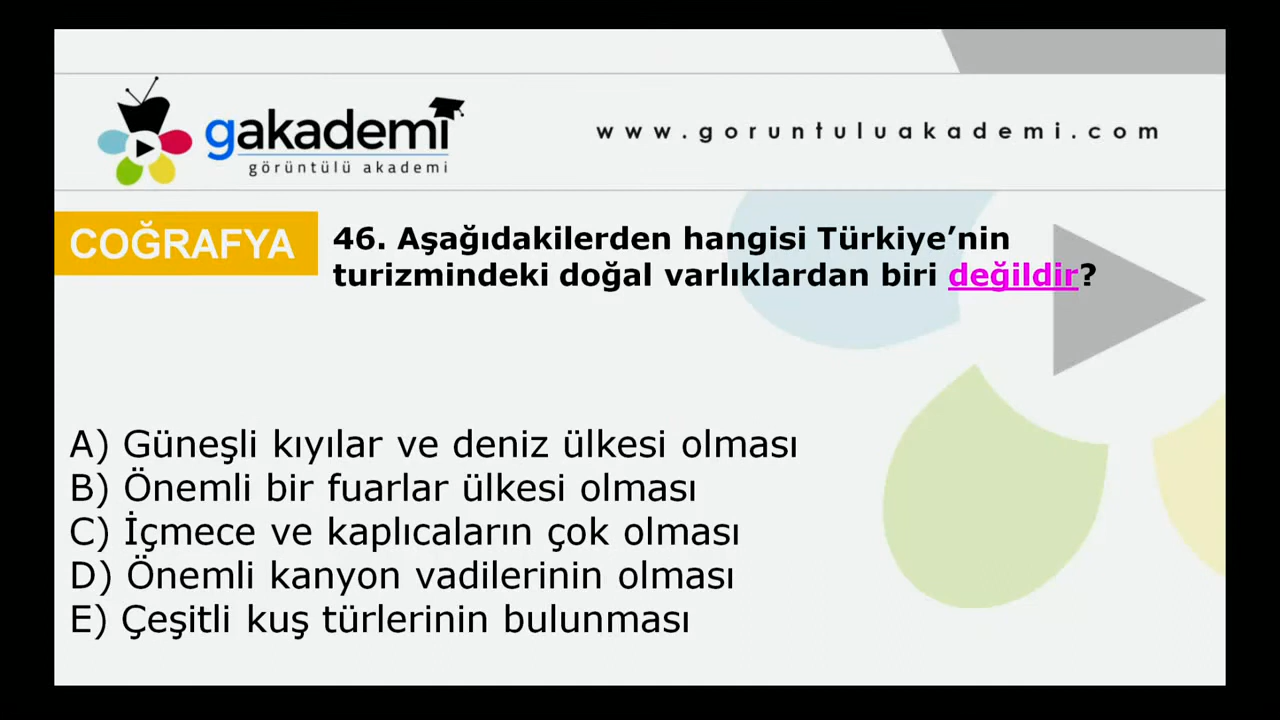 gakademi
görüntülü akademi
www.goruntuluakademi.com
COĞRAFYA
46. Aşağıdakilerden hangisi Türkiye’nin
turizmindeki doğal varlıklardan biri değildir?
A) Güneşli kıyılar ve deniz ülkesi olması
B) Önemli bir fuarlar ülkesi olması
C) İçmece ve kaplıcaların çok olması
D) Önemli kanyon vadilerinin olması
E) Çeşitli kuş türlerinin bulunması